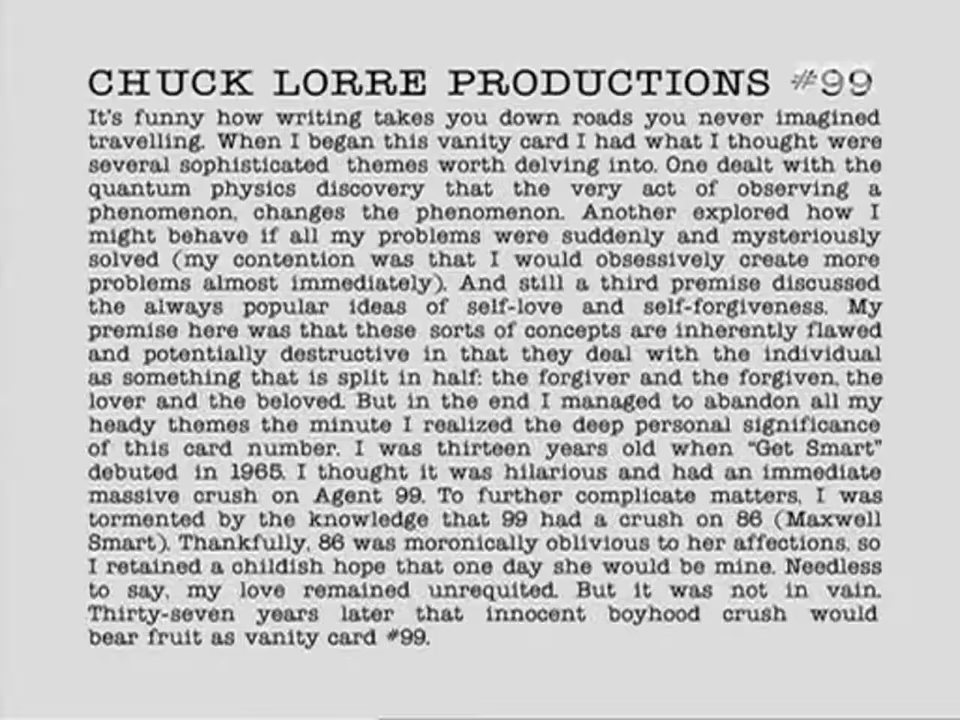 CHUCK LORRE PRODUCTIONS #99
It's funny how writing takes you down roads you never imagined
travelling. When I began this vanity card I had what I thought were
several sophisticated themes worth delving into. One dealt with the
quantum physics discovery that the very act of observing a
phenomenon, changes the phenomenon. Another explored how I
might behave if all my problems were suddenly and mysteriously
solved (my contention was that I would obsessively create more
problems almost immediately). And still a third premise discussed
the always popular ideas of self-love and self-forgiveness. My
premise here was that these sorts of concepts are inherently flawed
and potentially destructive in that they deal with the individual
as something that is split in half: the forgiver and the forgiven, the
lover and the beloved. But in the end I managed to abandon all my
heady themes the minute I realized the deep personal significance
of this card number. I was thirteen years old when "Get Smart"
debuted in 1965. I thought it was hilarious and had an immediate
massive crush on Agent 99. To further complicate matters, I was
tormented by the knowledge that 99 had a crush on 86 (Maxwell
Smart). Thankfully, 86 was moronically oblivious to her affections, so
I retained a childish hope that one day she would be mine. Needless
to say, my love remained unrequited. But it was not in vain.
Thirty-seven years later that innocent boyhood crush would
bear fruit as vanity card #99.